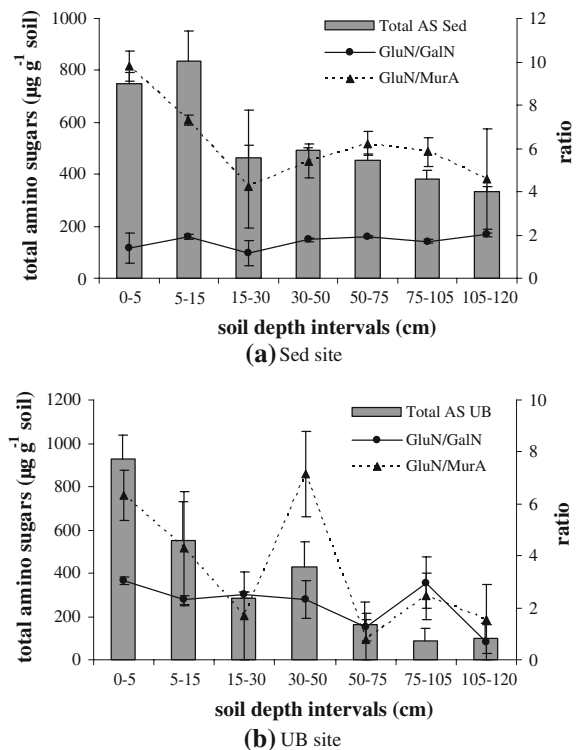 1000
800
600
400
200
0
total amino sugars (µg g⁻¹ soil)
Total AS Sed
GluN/GalN
GluN/MurA
12
10
8
6
4
2
0
ratio
0-5 5-15 15-30 30-50 50-75 75-105 105-120
soil depth intervals (cm)
(a) Sed site
1200
1000
800
600
400
200
0
total amino sugars (µg g⁻¹ soil)
Total AS UB
GluN/GalN
GluN/MurA
10
8
6
4
2
0
ratio
0-5 5-15 15-30 30-50 50-75 75-105 105-120
soil depth intervals (cm)
(b) UB site